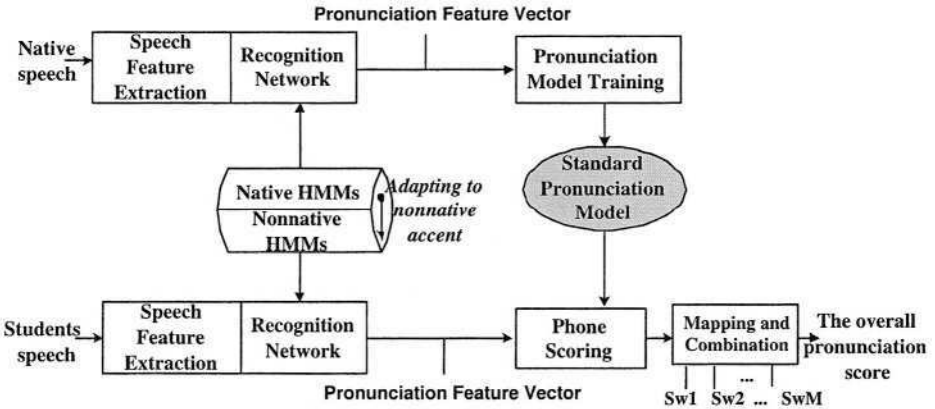 Pronunciation Feature Vector
Native
speech
Speech
Feature
Extraction
Recognition
Network
Pronunciation
Model Training
Native HMMs
Nonnative
HMMs
Adapting to
nonnative
accent
Standard
Pronunciation
Model
Students
speech
Speech
Feature
Extraction
Recognition
Network
Phone
Scoring
Mapping and
Combination
The overall
pronunciation
score
Pronunciation Feature Vector
...
Sw1 Sw2 ... SwM